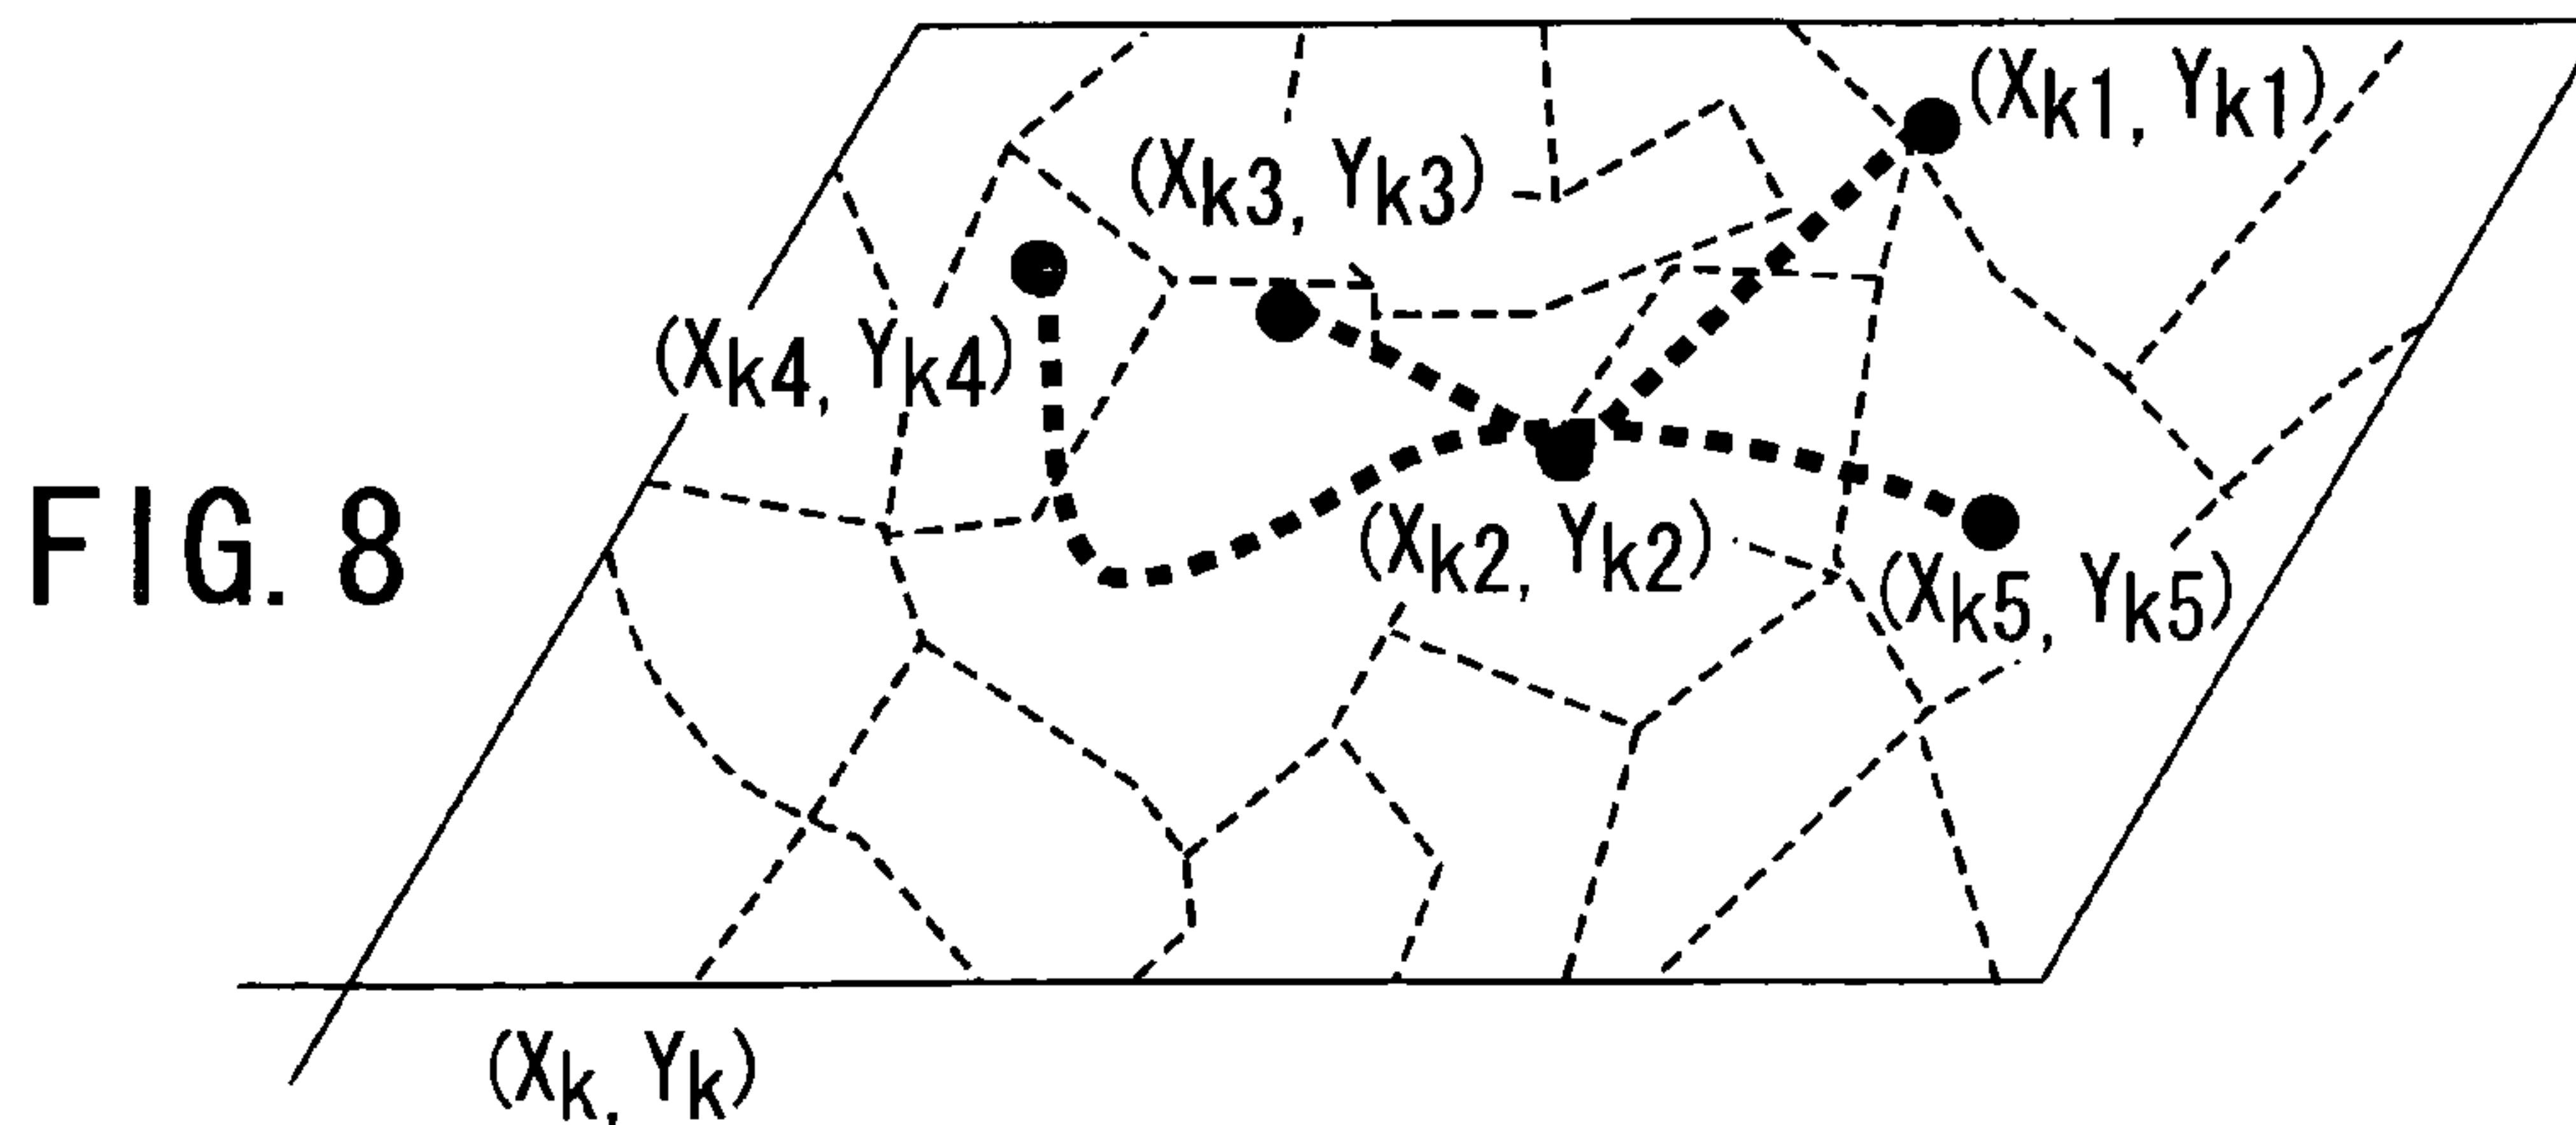 (Xk1, Yk1)
(Xk3, Yk3)
(Xk4, Yk4)
FIG. 8
(Xk2, Yk2)
(Xk5, Yk5)
(Xk, Yk)